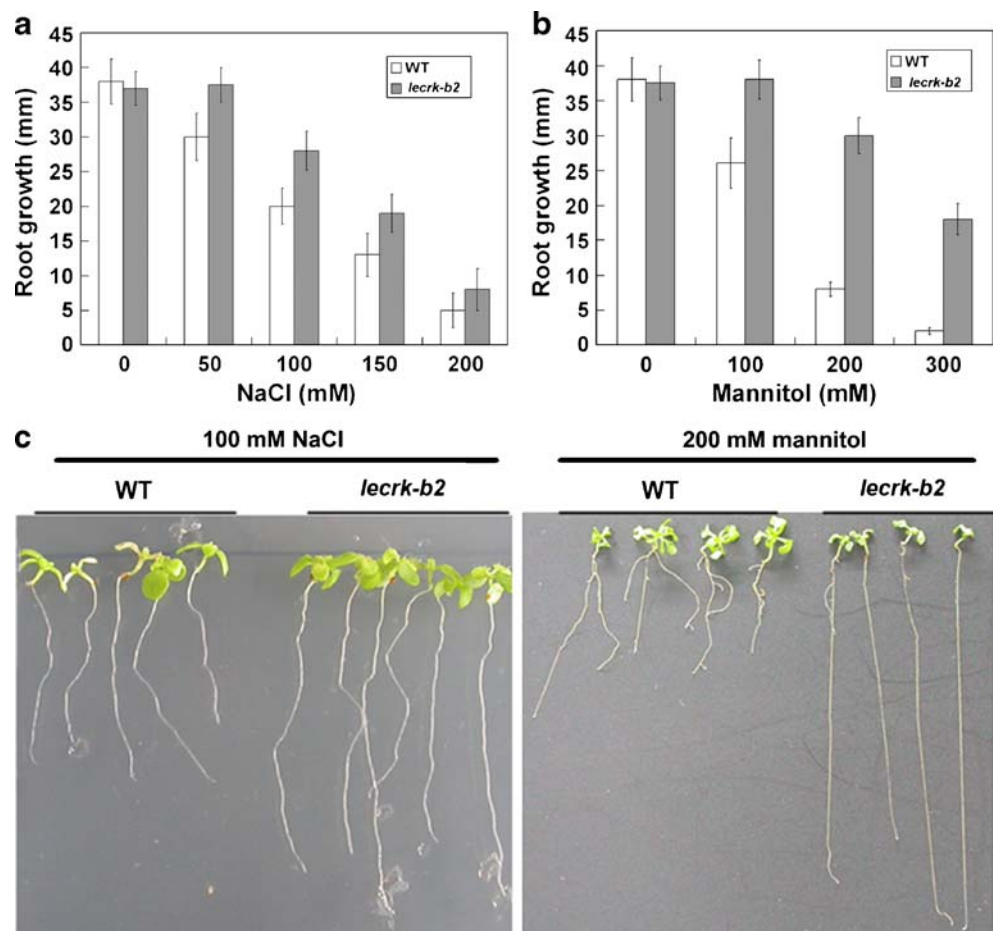 a
45
40
35
30
25
20
15
10
5
0
Root growth (mm)
WT
lecrk-b2
0 50 100 150 200
NaCl (mM)
b
45
40
35
30
25
20
15
10
5
0
Root growth (mm)
WT
lecrk-b2
0 100 200 300
Mannitol (mM)
c
100 mM NaCl
WT lecrk-b2
200 mM mannitol
WT lecrk-b2